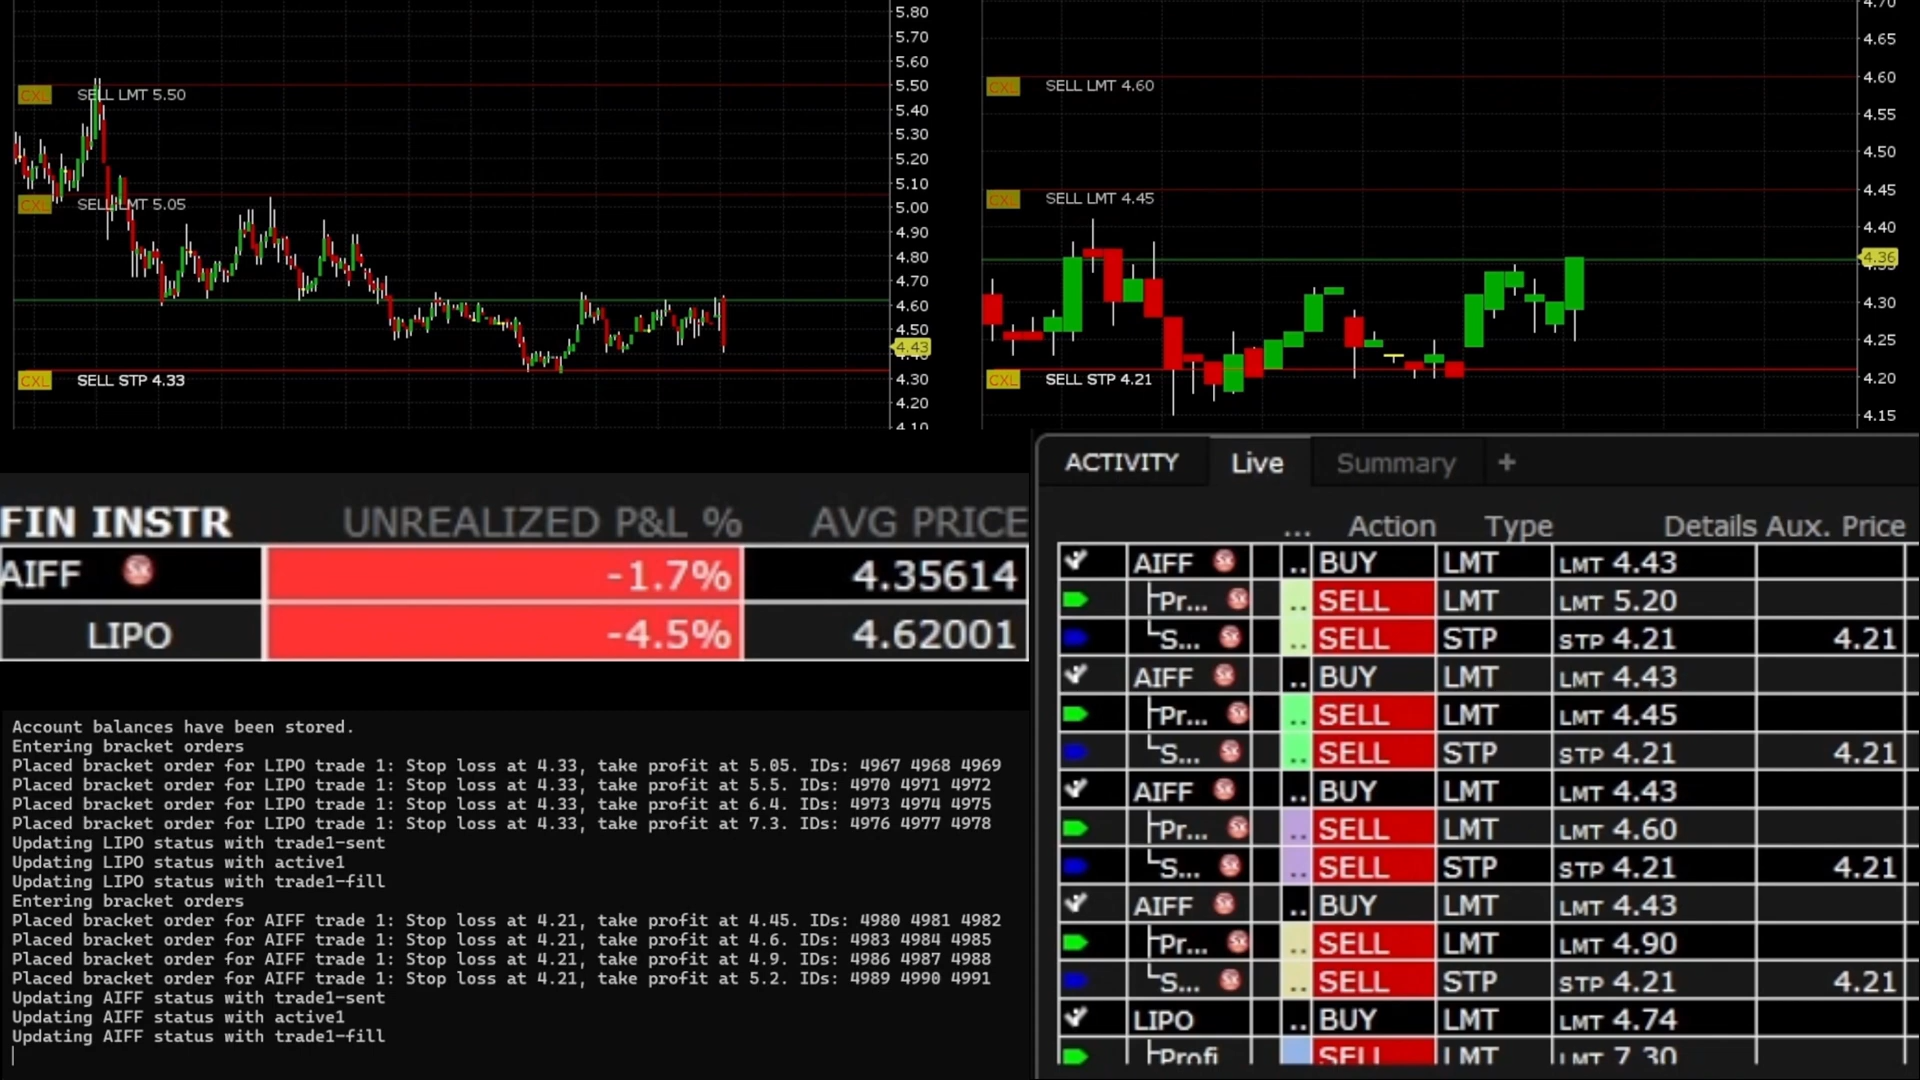 5.80
5.70
5.60
5.50
5.40
5.30
5.20
5.10
5.00
4.90
4.80
4.70
4.60
4.50
4.43
4.30
4.20
4.10
CXL SELL LMT 5.50
CXL SELL LMT 5.05
CXL SELL STP 4.33
4.70
4.65
4.60
4.55
4.50
4.45
4.40
4.36
4.30
4.25
4.20
4.15
CXL SELL LMT 4.60
CXL SELL LMT 4.45
CXL SELL STP 4.21
FIN INSTR UNREALIZED P&L % AVG PRICE
AIFF -1.7% 4.35614
LIPO -4.5% 4.62001
Account balances have been stored.
Entering bracket orders
Placed bracket order for LIPO trade 1: Stop loss at 4.33, take profit at 5.05. IDs: 4967 4968 4969
Placed bracket order for LIPO trade 1: Stop loss at 4.33, take profit at 5.5. IDs: 4970 4971 4972
Placed bracket order for LIPO trade 1: Stop loss at 4.33, take profit at 6.4. IDs: 4973 4974 4975
Placed bracket order for LIPO trade 1: Stop loss at 4.33, take profit at 7.3. IDs: 4976 4977 4978
Updating LIPO status with trade1-sent
Updating LIPO status with active1
Updating LIPO status with trade1-fill
Entering bracket orders
Placed bracket order for AIFF trade 1: Stop loss at 4.21, take profit at 4.45. IDs: 4980 4981 4982
Placed bracket order for AIFF trade 1: Stop loss at 4.21, take profit at 4.6. IDs: 4983 4984 4985
Placed bracket order for AIFF trade 1: Stop loss at 4.21, take profit at 4.9. IDs: 4986 4987 4988
Placed bracket order for AIFF trade 1: Stop loss at 4.21, take profit at 5.2. IDs: 4989 4990 4991
Updating AIFF status with trade1-sent
Updating AIFF status with active1
Updating AIFF status with trade1-fill
ACTIVITY Live Summary +
... Action Type Details Aux. Price
AIFF .. BUY LMT LMT 4.43
Pr... .. SELL LMT LMT 5.20
S... .. SELL STP STP 4.21 4.21
AIFF .. BUY LMT LMT 4.43
Pr... .. SELL LMT LMT 4.45
S... .. SELL STP STP 4.21 4.21
AIFF .. BUY LMT LMT 4.43
Pr... .. SELL LMT LMT 4.60
S... .. SELL STP STP 4.21 4.21
AIFF .. BUY LMT LMT 4.43
Pr... .. SELL LMT LMT 4.90
S... .. SELL STP STP 4.21 4.21
LIPO .. BUY LMT LMT 4.74
Profi SELL LMT LMT 7.30